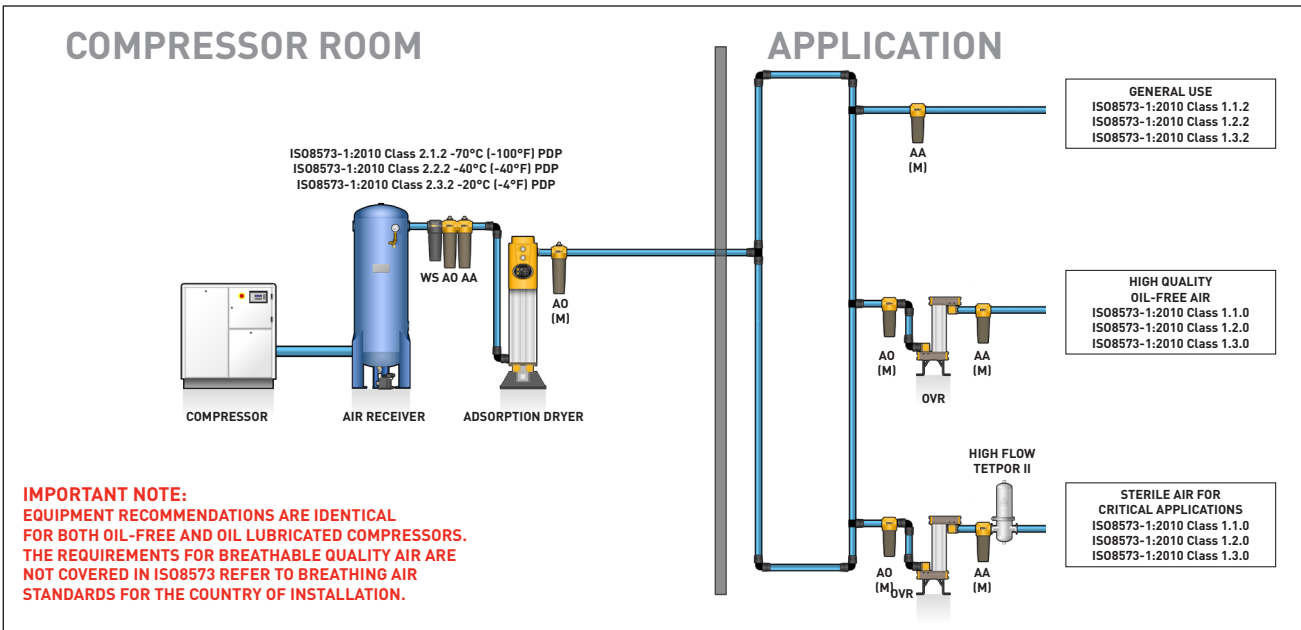 COMPRESSOR ROOM
APPLICATION
ISO8573-1:2010 Class 2.1.2 -70°C (-100°F) PDP
ISO8573-1:2010 Class 2.2.2 -40°C (-40°F) PDP
ISO8573-1:2010 Class 2.3.2 -20°C (-4°F) PDP
WS AO AA
AO
(M)
COMPRESSOR
AIR RECEIVER
ADSORPTION DRYER
AA
(M)
GENERAL USE
ISO8573-1:2010 Class 1.1.2
ISO8573-1:2010 Class 1.2.2
ISO8573-1:2010 Class 1.3.2
AO
(M)
OVR
AA
(M)
HIGH QUALITY
OIL-FREE AIR
ISO8573-1:2010 Class 1.1.0
ISO8573-1:2010 Class 1.2.0
ISO8573-1:2010 Class 1.3.0
HIGH FLOW
TETPOR II
AO
(M)
OVR
AA
(M)
STERILE AIR FOR
CRITICAL APPLICATIONS
ISO8573-1:2010 Class 1.1.0
ISO8573-1:2010 Class 1.2.0
ISO8573-1:2010 Class 1.3.0
IMPORTANT NOTE:
EQUIPMENT RECOMMENDATIONS ARE IDENTICAL
FOR BOTH OIL-FREE AND OIL LUBRICATED COMPRESSORS.
THE REQUIREMENTS FOR BREATHABLE QUALITY AIR ARE
NOT COVERED IN ISO8573 REFER TO BREATHING AIR
STANDARDS FOR THE COUNTRY OF INSTALLATION.